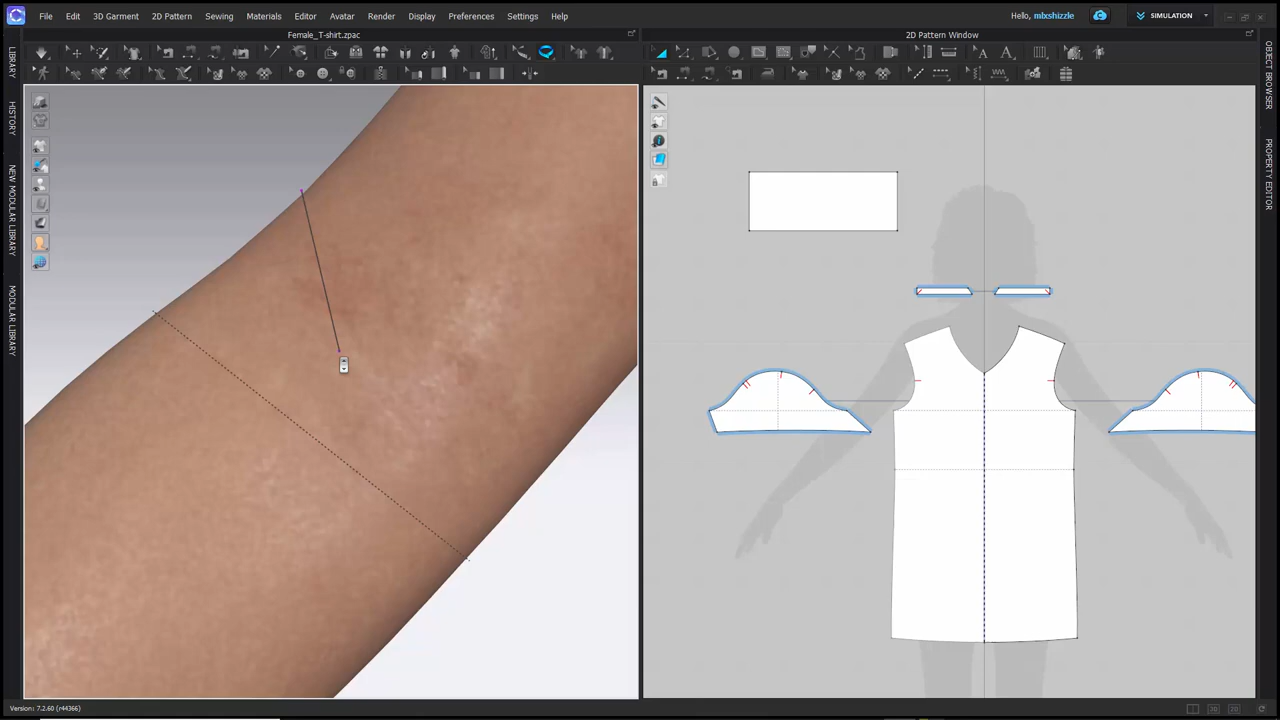 File Edit 3D Garment 2D Pattern Sewing Materials Editor Avatar Render Display Preferences Settings Help
Hello, mlxshizzle
SIMULATION
Female_T-shirt.zpac
2D Pattern Window
LIBRARY
HISTORY
NEW MODULAR LIBRARY
MODULAR LIBRARY
OBJECT BROWSER
PROPERTY EDITOR
Version: 7.2.60 (r44366)